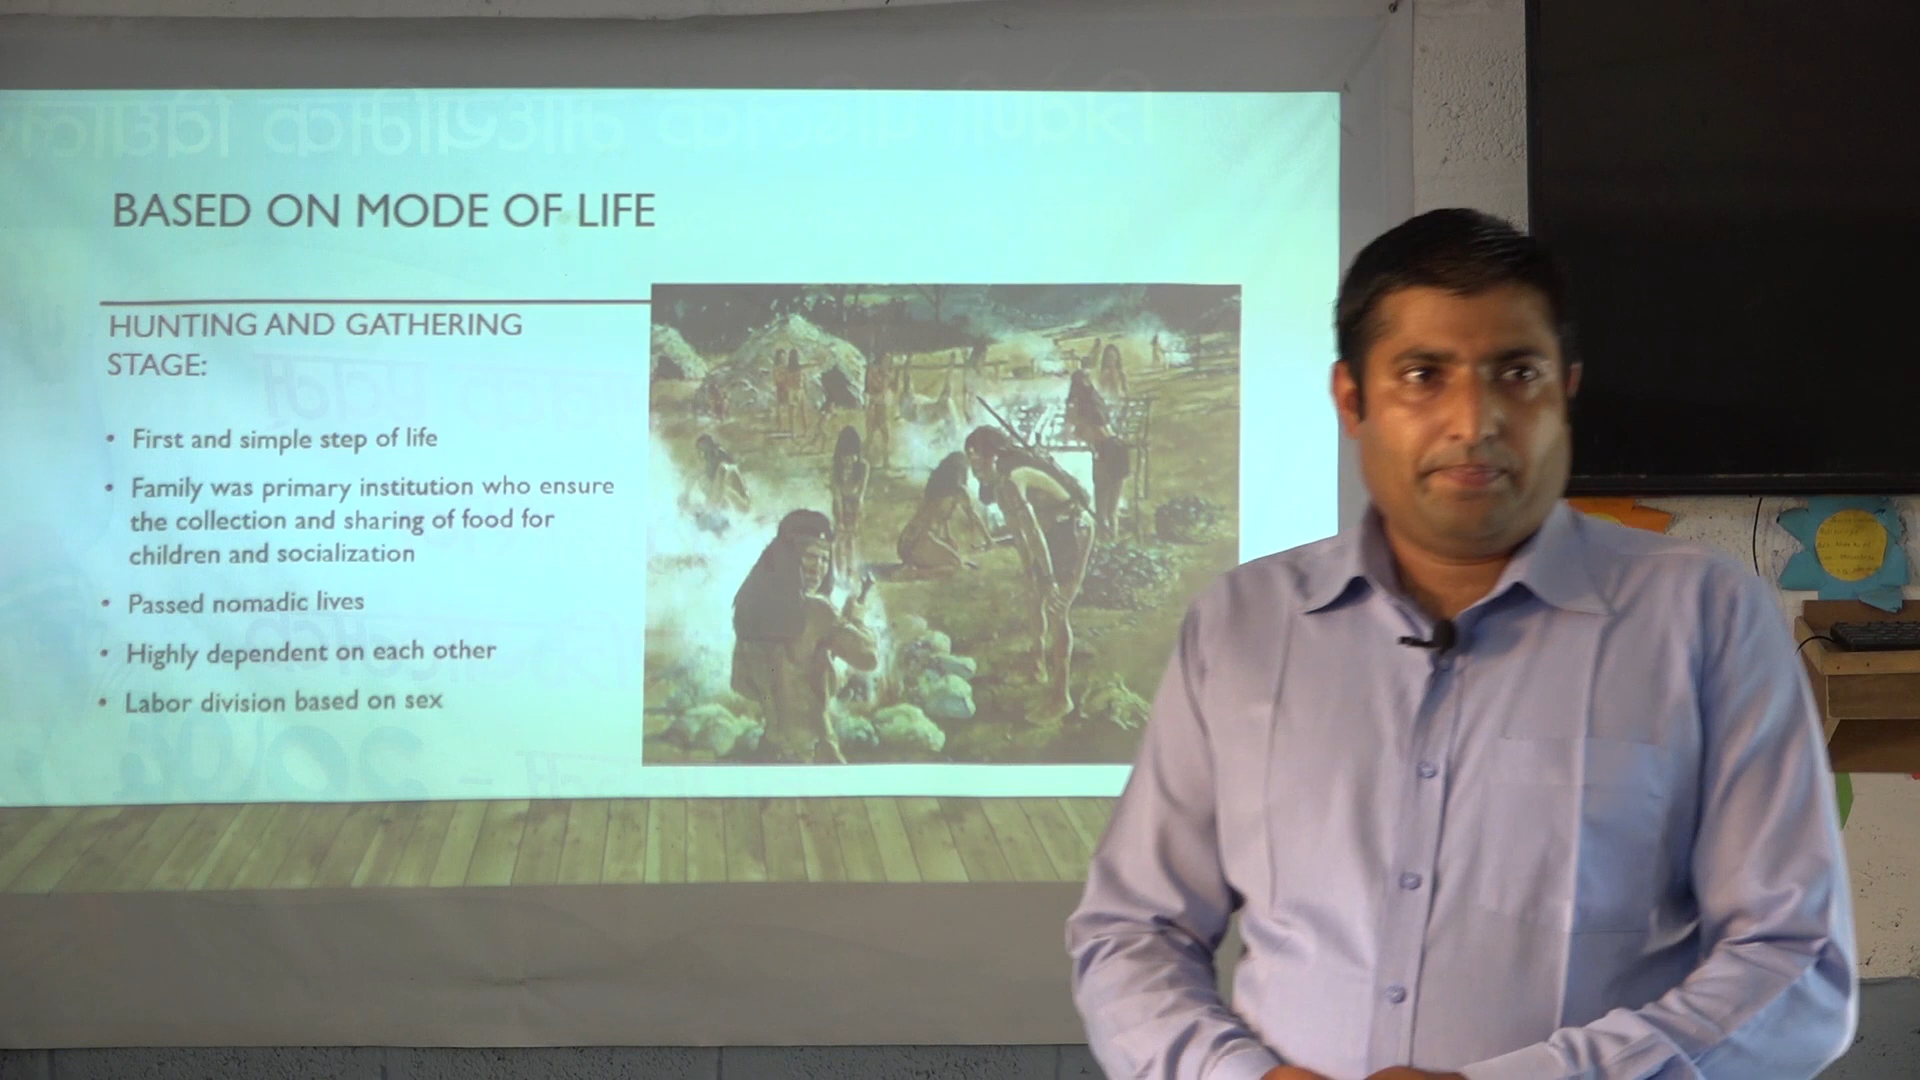 BASED ON MODE OF LIFE
HUNTING AND GATHERING
STAGE:
• First and simple step of life
• Family was primary institution who ensure
the collection and sharing of food for
children and socialization
• Passed nomadic lives
• Highly dependent on each other
• Labor division based on sex